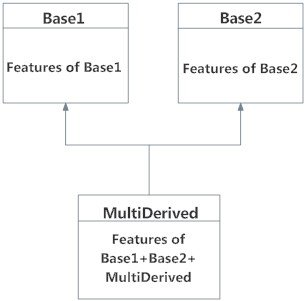 Base1
Features of Base1
Base2
Features of Base2
MultiDerived
Features of
Base1+Base2+
MultiDerived